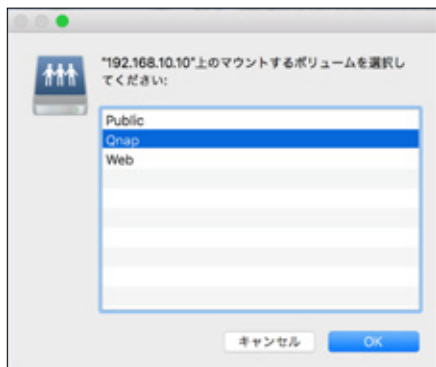 "192.168.10.10"上のマウントするボリュームを選択し
てください:
Public
Qnap
Web
キャンセル
OK